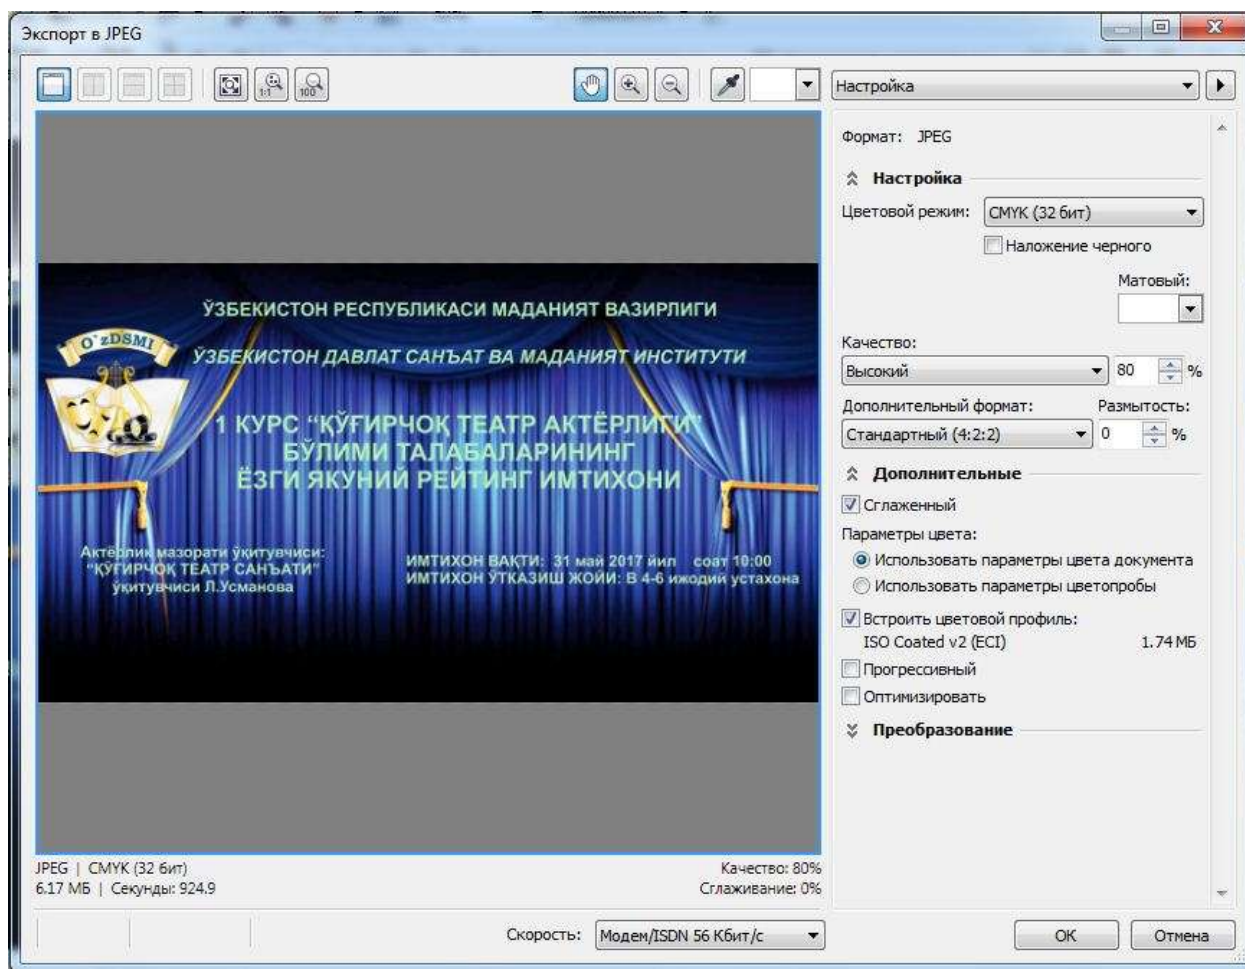 Экспорт в JPEG
1:1
100
Настройка
Формат: JPEG
Настройка
Цветовой режим: CMYK (32 бит)
Наложение черного
Матовый:
Качество:
Высокий 80 %
Дополнительный формат: Размытость:
Стандартный (4:2:2) 0 %
Дополнительные
Сглаженный
Параметры цвета:
Использовать параметры цвета документа
Использовать параметры цветопробы
Встроить цветовой профиль:
ISO Coated v2 (ECI) 1.74 МБ
Прогрессивный
Оптимизировать
Преобразование
ЎЗБЕКИСТОН РЕСПУБЛИКАСИ МАДАНИЯТ ВАЗИРЛИГИ
O`zDSMI
ЎЗБЕКИСТОН ДАВЛАТ САНЪАТ ВА МАДАНИЯТ ИНСТИТУТИ
1 КУРС “ҚЎҒИРЧОҚ ТЕАТР АКТЁРЛИГИ”
БЎЛИМИ ТАЛАБАЛАРИНИНГ
ЁЗГИ ЯКУНИЙ РЕЙТИНГ ИМТИХОНИ
Актёрлик мазорати ўқитувчиси:
“ҚЎҒИРЧОҚ ТЕАТР САНЪАТИ”
ўқитувчиси Л.Усманова
ИМТИХОН ВАҚТИ: 31 май 2017 йил соат 10:00
ИМТИХОН ЎТКАЗИШ ЖОЙИ: В 4-6 ижодий устахона
JPEG | CMYK (32 бит) Качество: 80%
6.17 МБ | Секунды: 924.9 Сглаживание: 0%
Скорость: Модем/ISDN 56 Кбит/с
OK Отмена